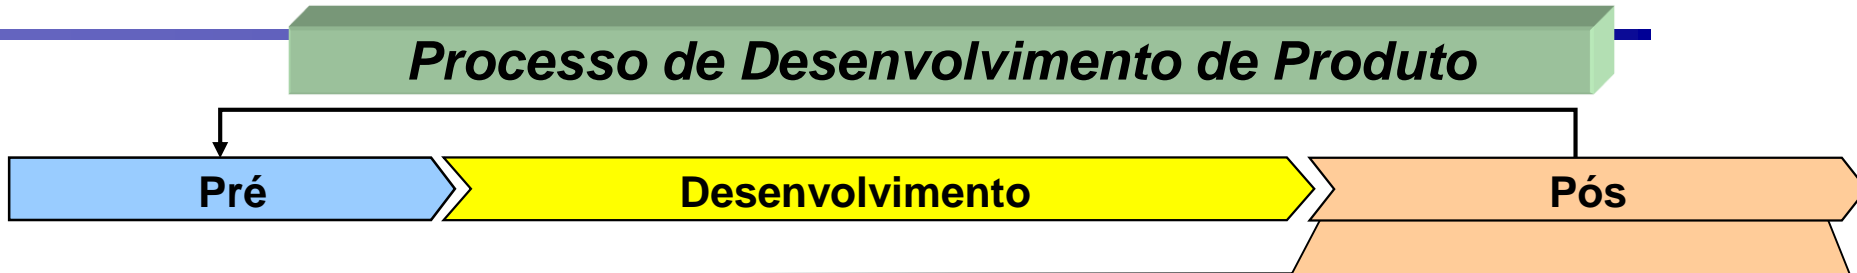 Processo de Desenvolvimento de Produto
Pré
Desenvolvimento
Pós